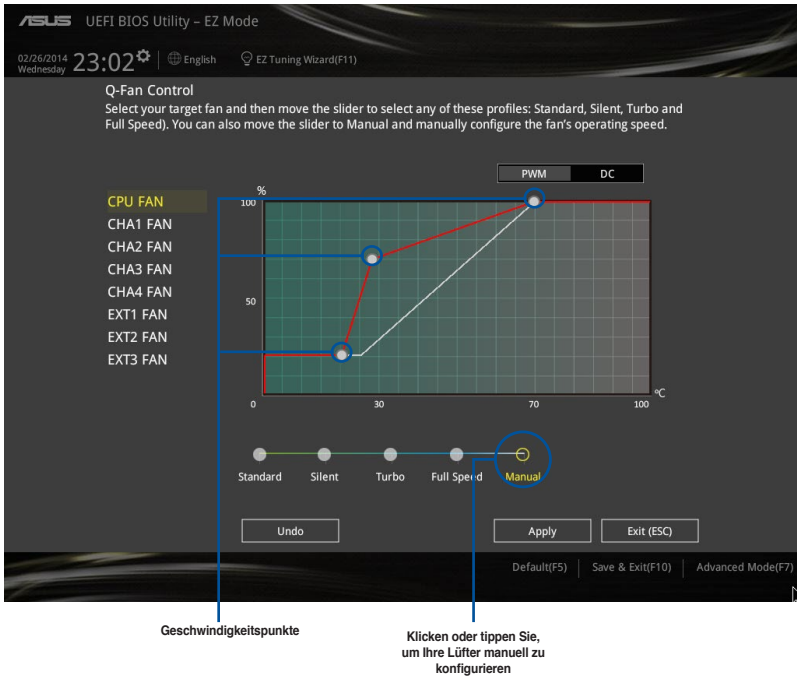 ASUS UEFI BIOS Utility – EZ Mode
02/26/2014
Wednesday
23:02
English
EZ Tuning Wizard(F11)
Q-Fan Control
Select your target fan and then move the slider to select any of these profiles: Standard, Silent, Turbo and
Full Speed). You can also move the slider to Manual and manually configure the fan’s operating speed.
PWM DC
CPU FAN
CHA1 FAN
CHA2 FAN
CHA3 FAN
CHA4 FAN
EXT1 FAN
EXT2 FAN
EXT3 FAN
%
100
50
0 30 70 100
ºC
Standard Silent Turbo Full Speed Manual
Undo Apply Exit (ESC)
Default(F5) Save & Exit(F10) Advanced Mode(F7)
Geschwindigkeitspunkte
Klicken oder tippen Sie,
um Ihre Lüfter manuell zu
konfigurieren